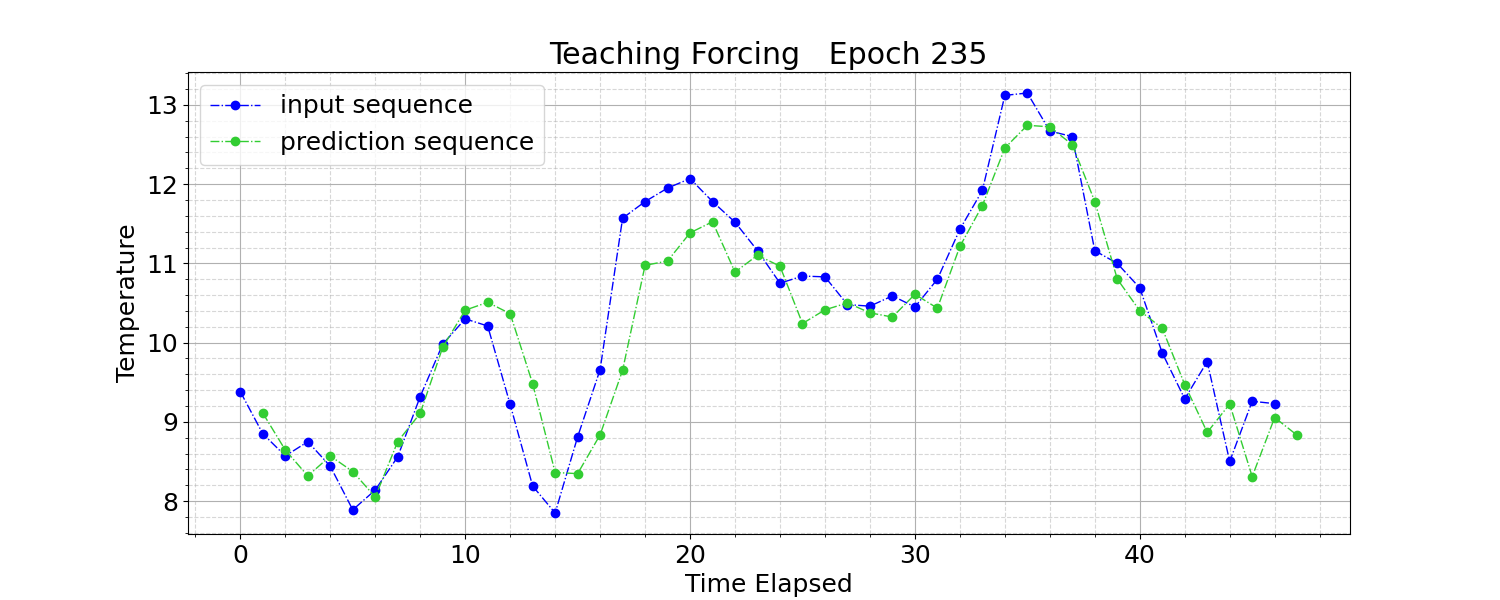 Teaching Forcing   Epoch 235
input sequence
prediction sequence
13
12
11
10
9
8
Temperature
0 10 20 30 40
Time Elapsed